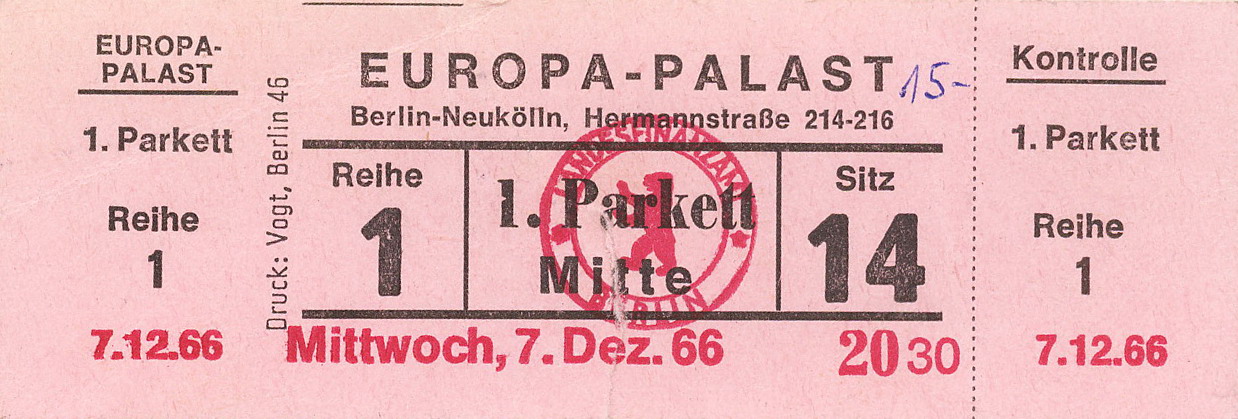 EUROPA-
PALAST
1. Parkett
Reihe
1
7.12.66
Druck: Vogt, Berlin 46
EUROPA-PALAST
15-
Berlin-Neukölln, Hermannstraße 214-216
Reihe
1
1. Parkett
Mitte
LANDESFINANZAMT
BERLIN
Sitz
14
Mittwoch, 7. Dez. 66
20 30
Kontrolle
1. Parkett
Reihe
1
7.12.66